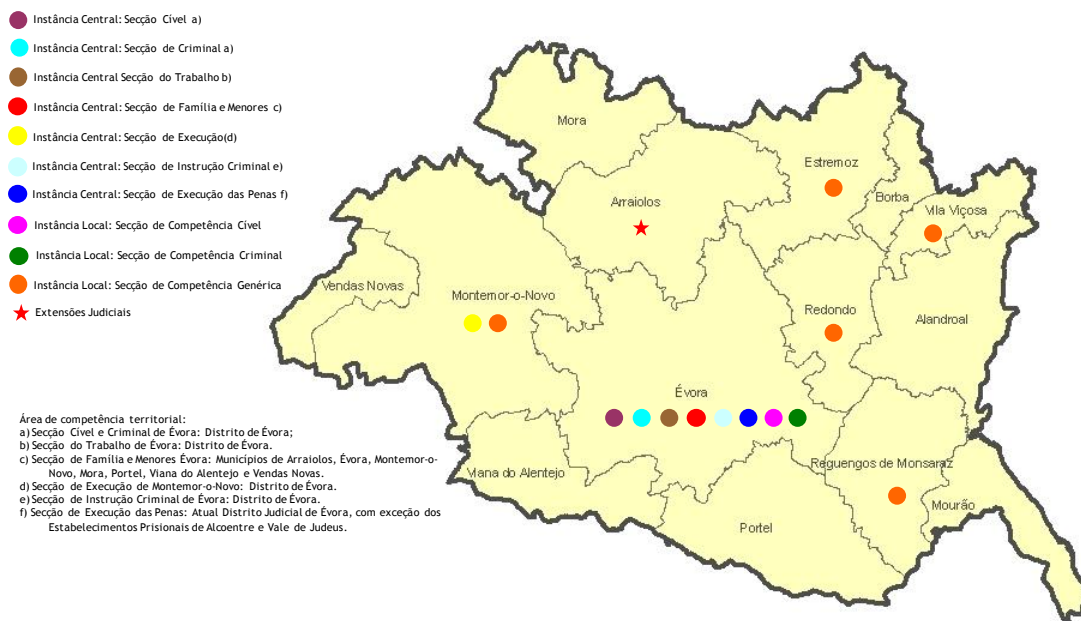 Instância Central: Secção Cível a)
Instância Central: Secção de Criminal a)
Instância Central Secção do Trabalho b)
Instância Central: Secção de Família e Menores c)
Instância Central: Secção de Execução(d)
Instância Central: Secção de Instrução Criminal e)
Instância Central: Secção de Execução das Penas f)
Instância Local: Secção de Competência Cível
Instância Local: Secção de Competência Criminal
Instância Local: Secção de Competência Genérica
Extensões Judiciais
Mora
Estremoz
Borba
Arraiolos
Vila Viçosa
Vendas Novas
Montemor-o-Novo
Redondo
Alandroal
Évora
Viana do Alentejo
Reguengos de Monsaraz
Mourão
Portel
Área de competência territorial:
a) Secção Cível e Criminal de Évora: Distrito de Évora;
b) Secção do Trabalho de Évora: Distrito de Évora.
c) Secção de Família e Menores Évora: Municípios de Arraiolos, Évora, Montemor-o-
Novo, Mora, Portel, Viana do Alentejo e Vendas Novas.
d) Secção de Execução de Montemor-o-Novo: Distrito de Évora.
e) Secção de Instrução Criminal de Évora: Distrito de Évora.
f) Secção de Execução das Penas: Atual Distrito Judicial de Évora, com exceção dos
Estabelecimentos Prisionais de Alcoentre e Vale de Judeus.